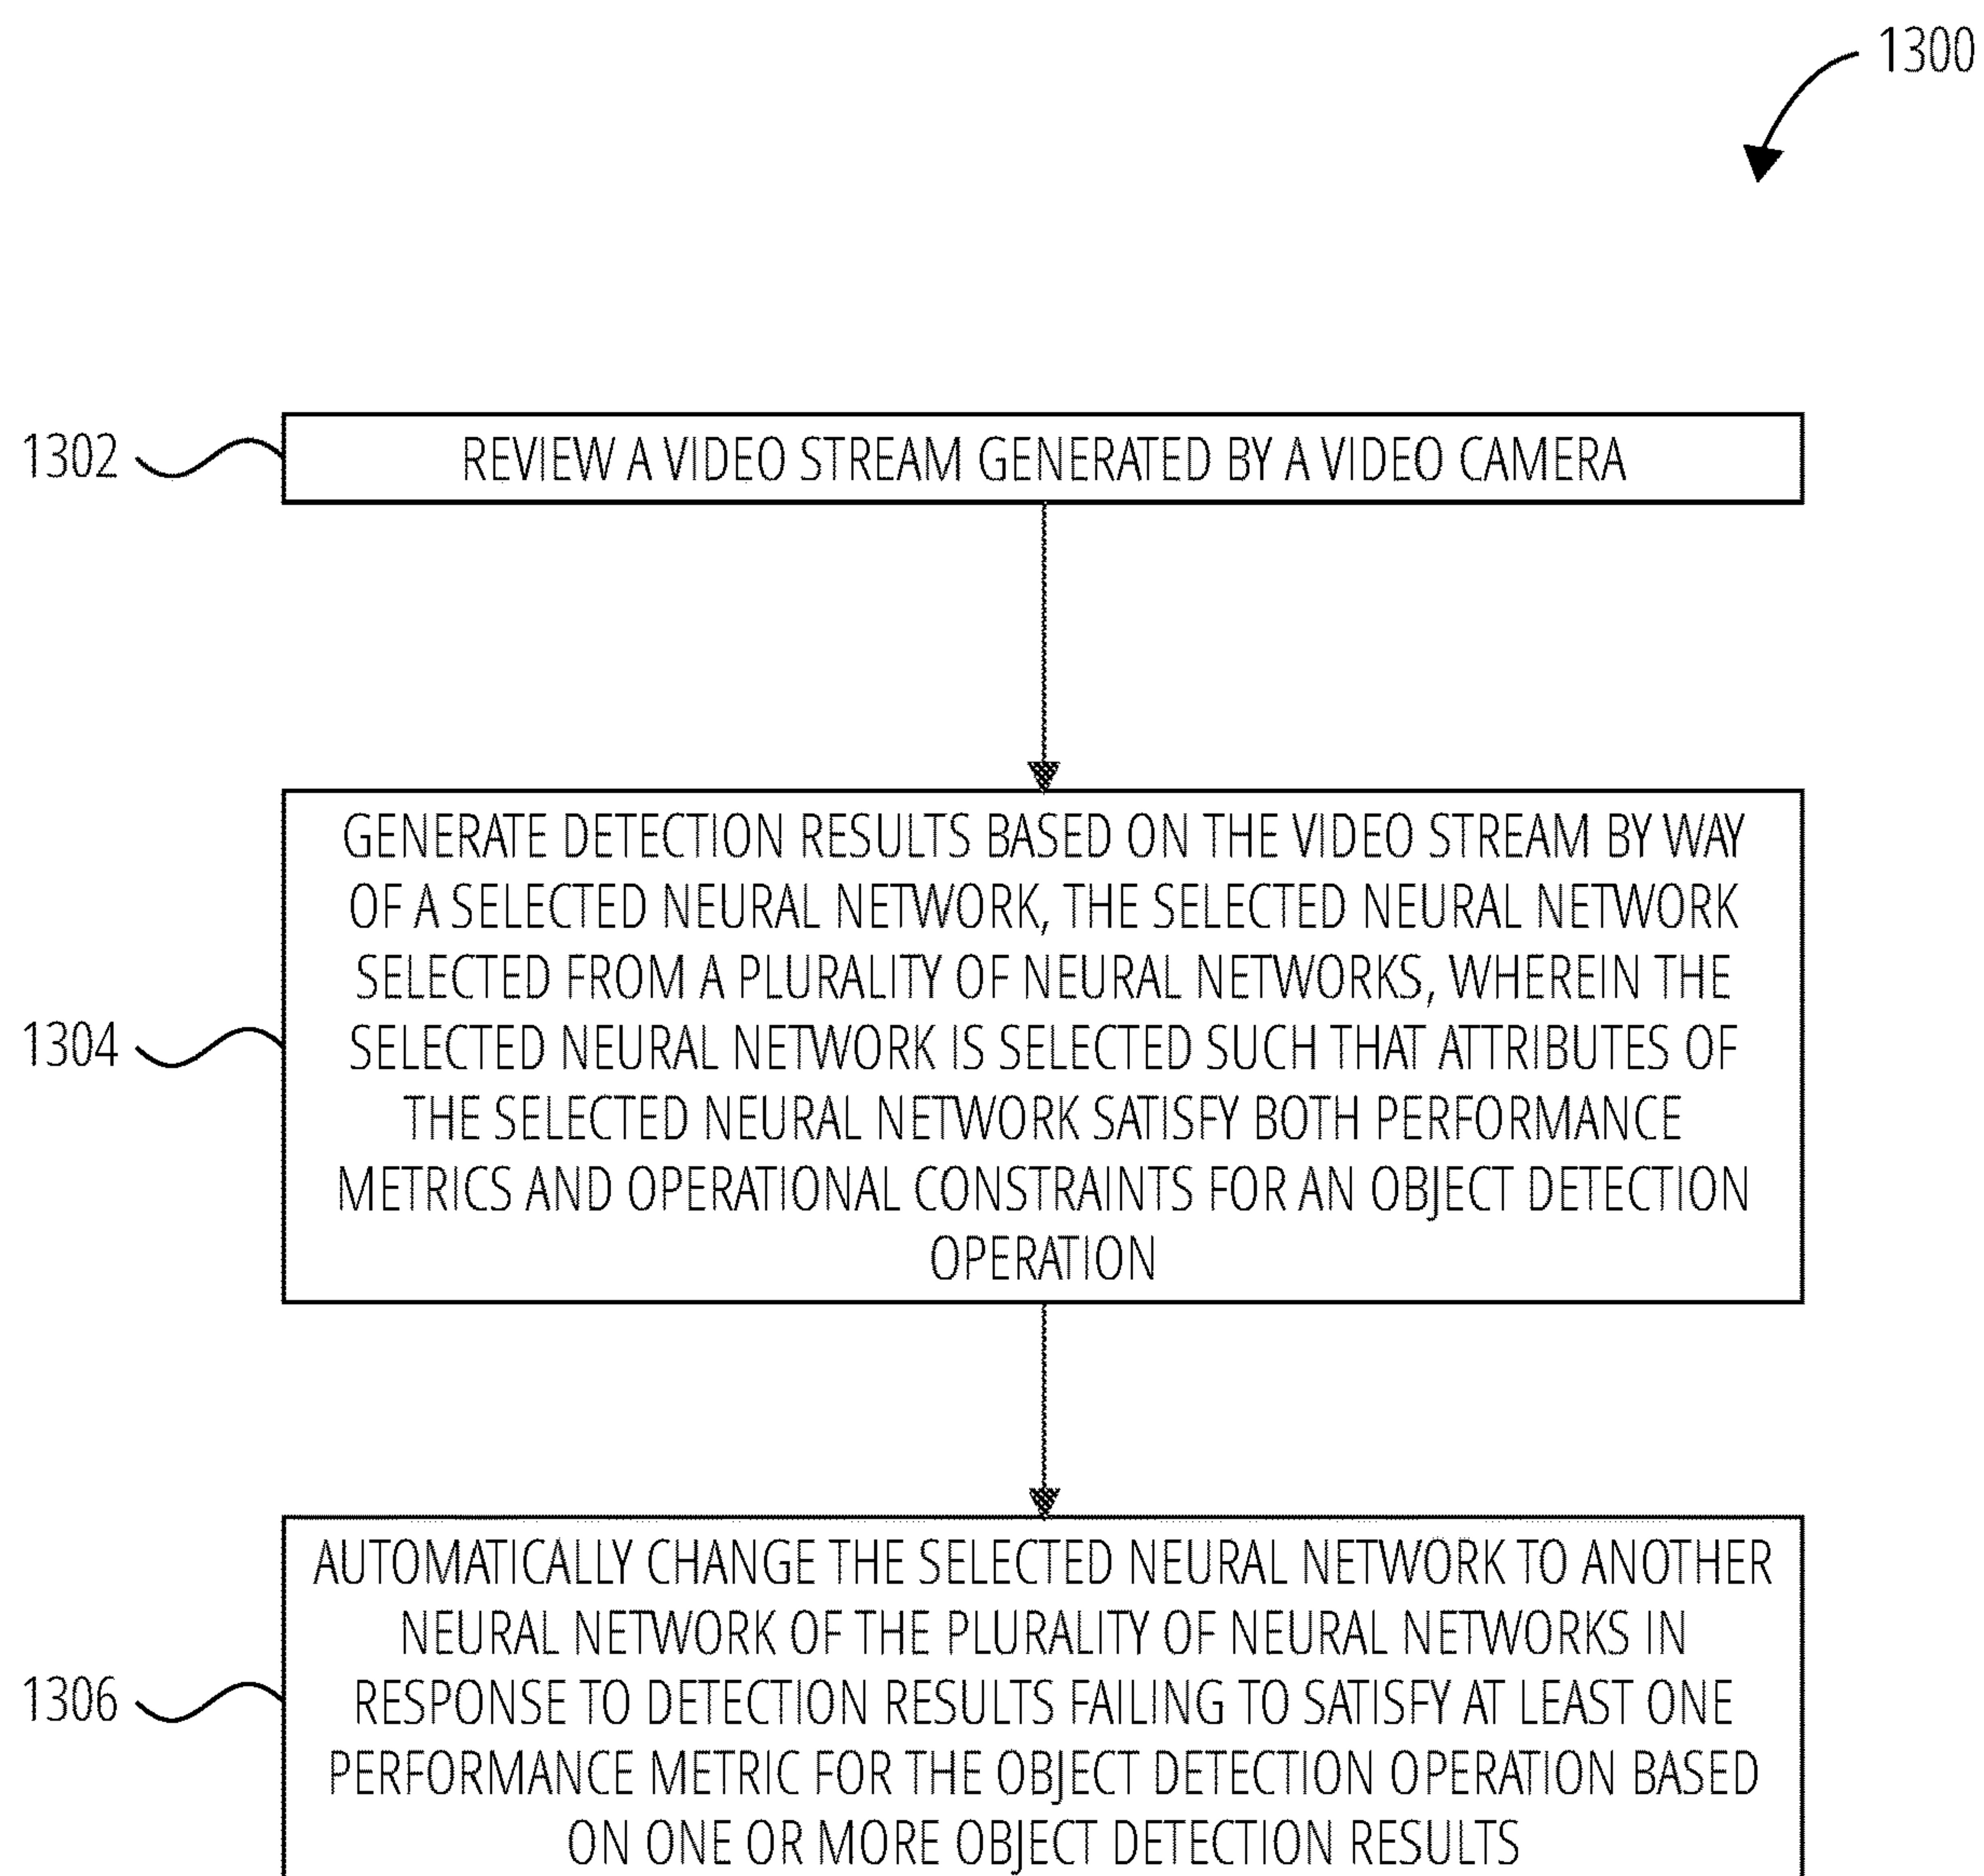 1300
1302
REVIEW A VIDEO STREAM GENERATED BY A VIDEO CAMERA
GENERATE DETECTION RESULTS BASED ON THE VIDEO STREAM BY WAY
OF A SELECTED NEURAL NETWORK, THE SELECTED NEURAL NETWORK
SELECTED FROM A PLURALITY OF NEURAL NETWORKS, WHEREIN THE
1304
SELECTED NEURAL NETWORK IS SELECTED SUCH THAT ATTRIBUTES OF
THE SELECTED NEURAL NETWORK SATISFY BOTH PERFORMANCE
METRICS AND OPERATIONAL CONSTRAINTS FOR AN OBJECT DETECTION
OPERATION
AUTOMATICALLY CHANGE THE SELECTED NEURAL NETWORK TO ANOTHER
NEURAL NETWORK OF THE PLURALITY OF NEURAL NETWORKS IN
1306
RESPONSE TO DETECTION RESULTS FAILING TO SATISFY AT LEAST ONE
PERFORMANCE METRIC FOR THE OBJECT DETECTION OPERATION BASED
ON ONE OR MORE OBJECT DETECTION RESULTS